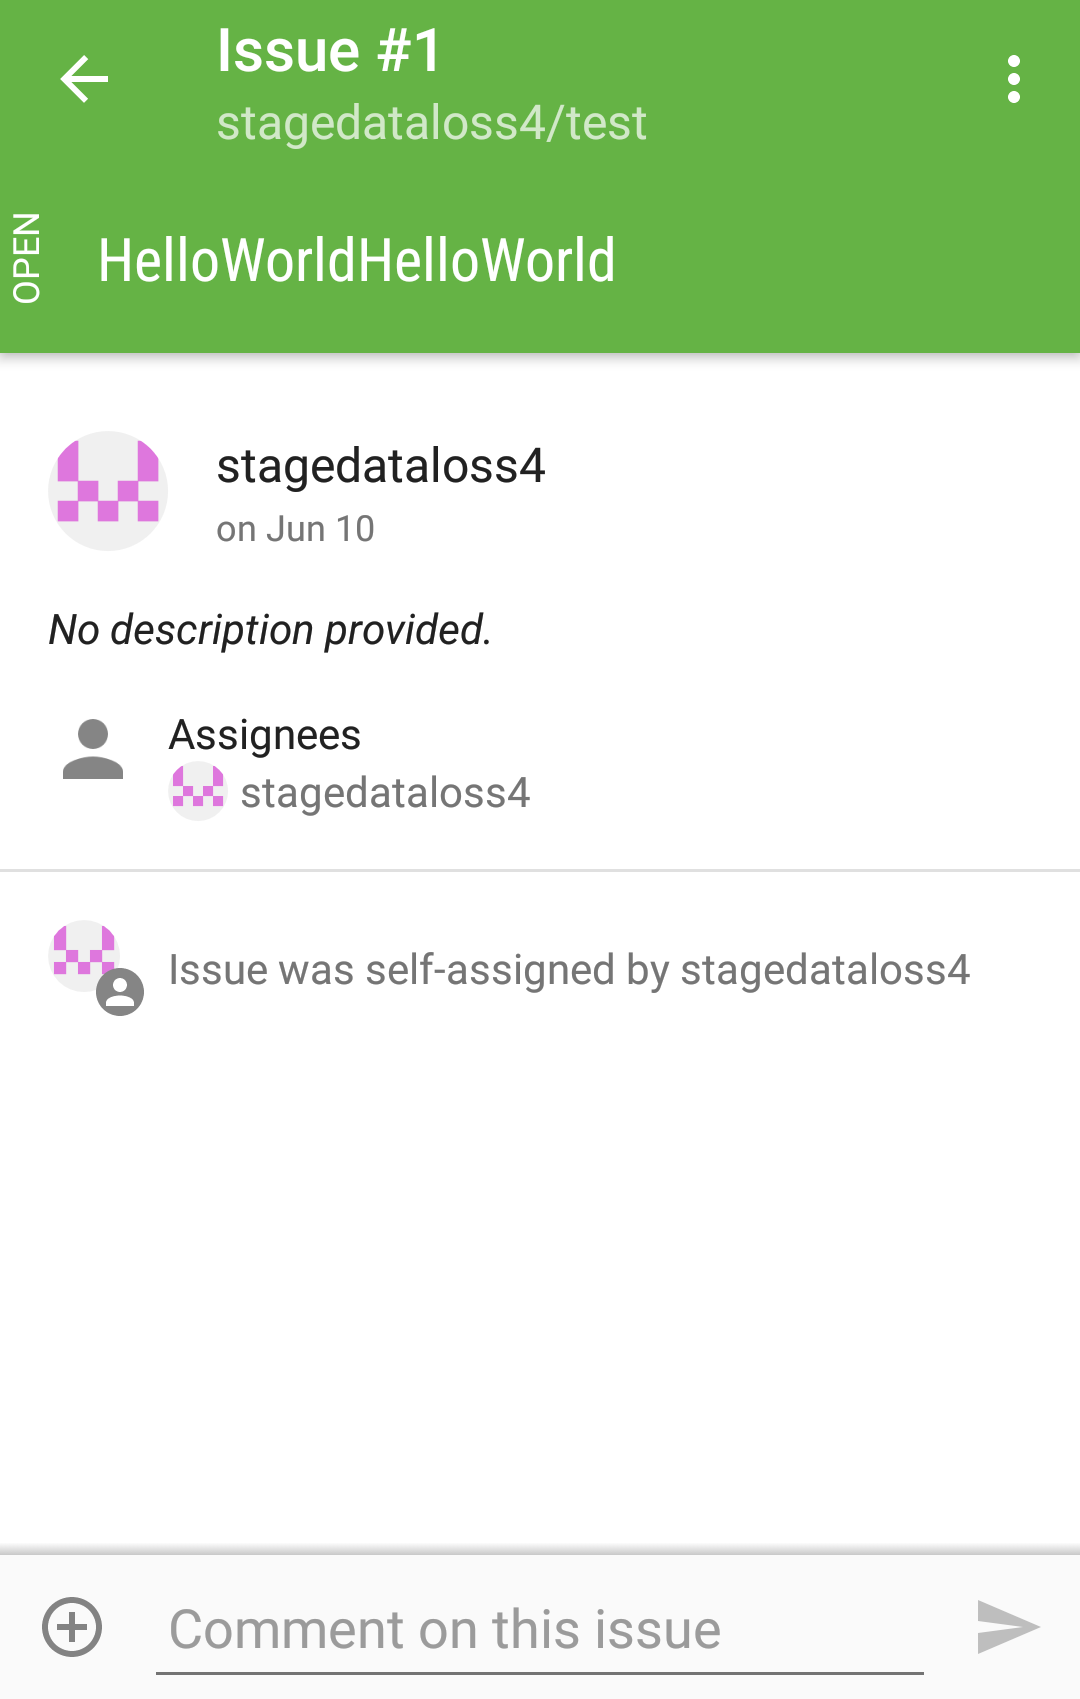 Issue #1
stagedataloss4/test
OPEN
HelloWorldHelloWorld
stagedataloss4
on Jun 10
No description provided.
Assignees
stagedataloss4
Issue was self-assigned by stagedataloss4
Comment on this issue